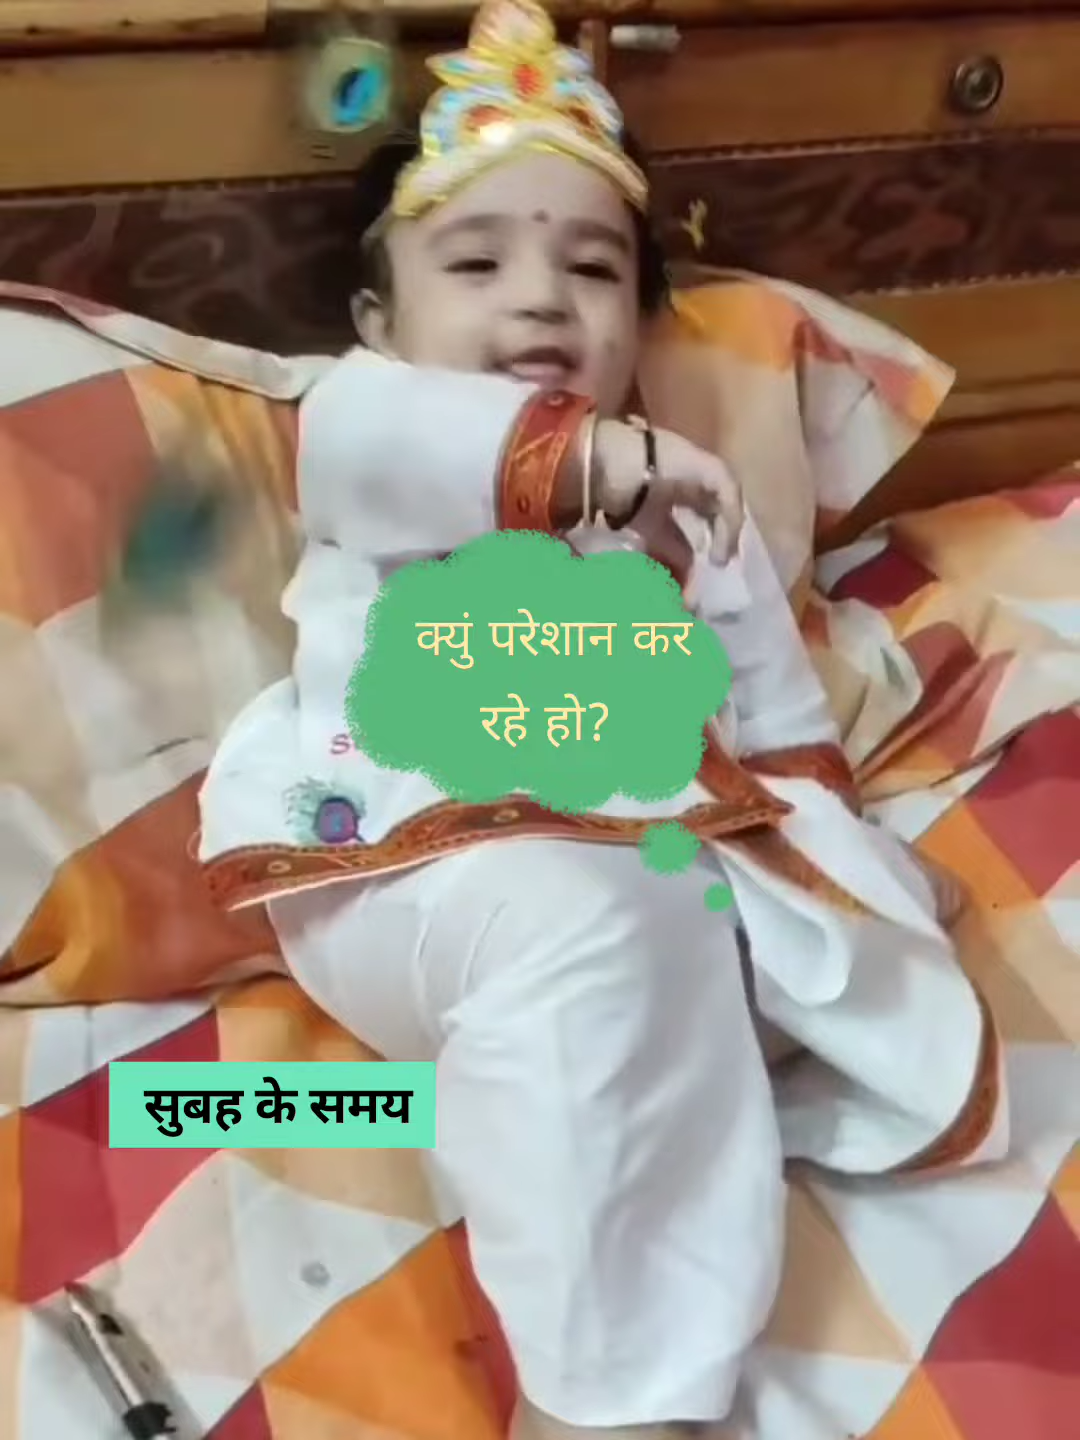 क्युं परेशान कर
रहे हो?
सुबह के समय